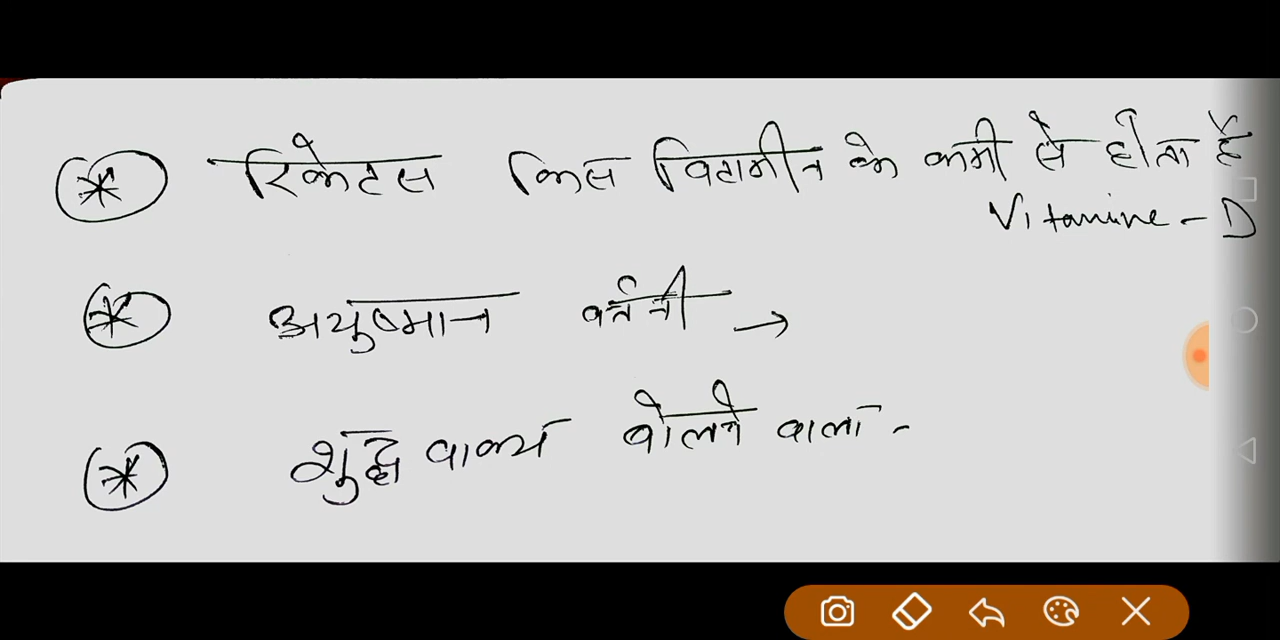 रिकेटस किस विटामीन के कमी से होता है
Vitamine - D
अयुष्मान वर्तनी →
शुद्ध वाक्य बोलने वाला -